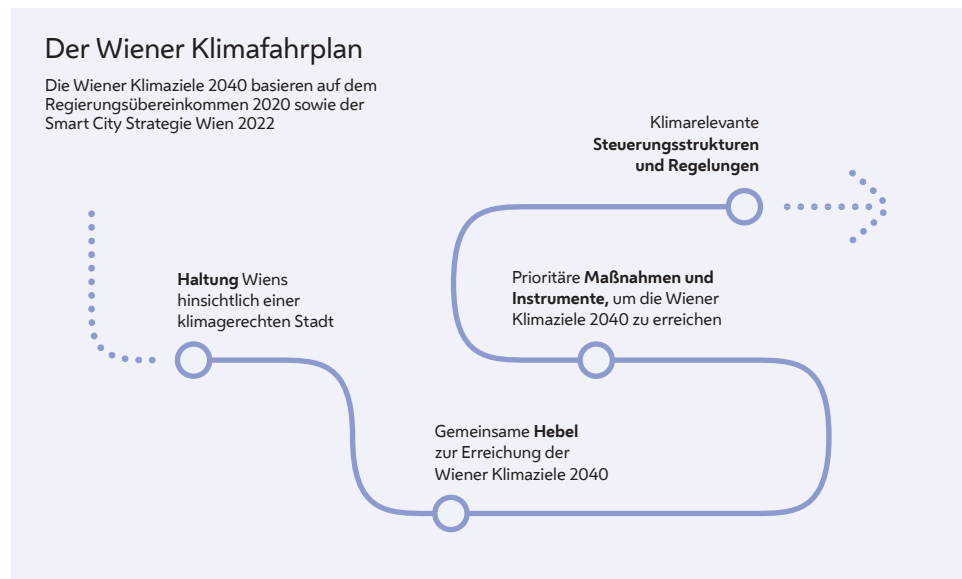 Der Wiener Klimafahrplan
Die Wiener Klimaziele 2040 basieren auf dem
Regierungsübereinkommen 2020 sowie der
Smart City Strategie Wien 2022
Klimarelevante
Steuerungsstrukturen
und Regelungen
Haltung Wiens
hinsichtlich einer
klimagerechten Stadt
Prioritäre Maßnahmen und
Instrumente, um die Wiener
Klimaziele 2040 zu erreichen
Gemeinsame Hebel
zur Erreichung der
Wiener Klimaziele 2040